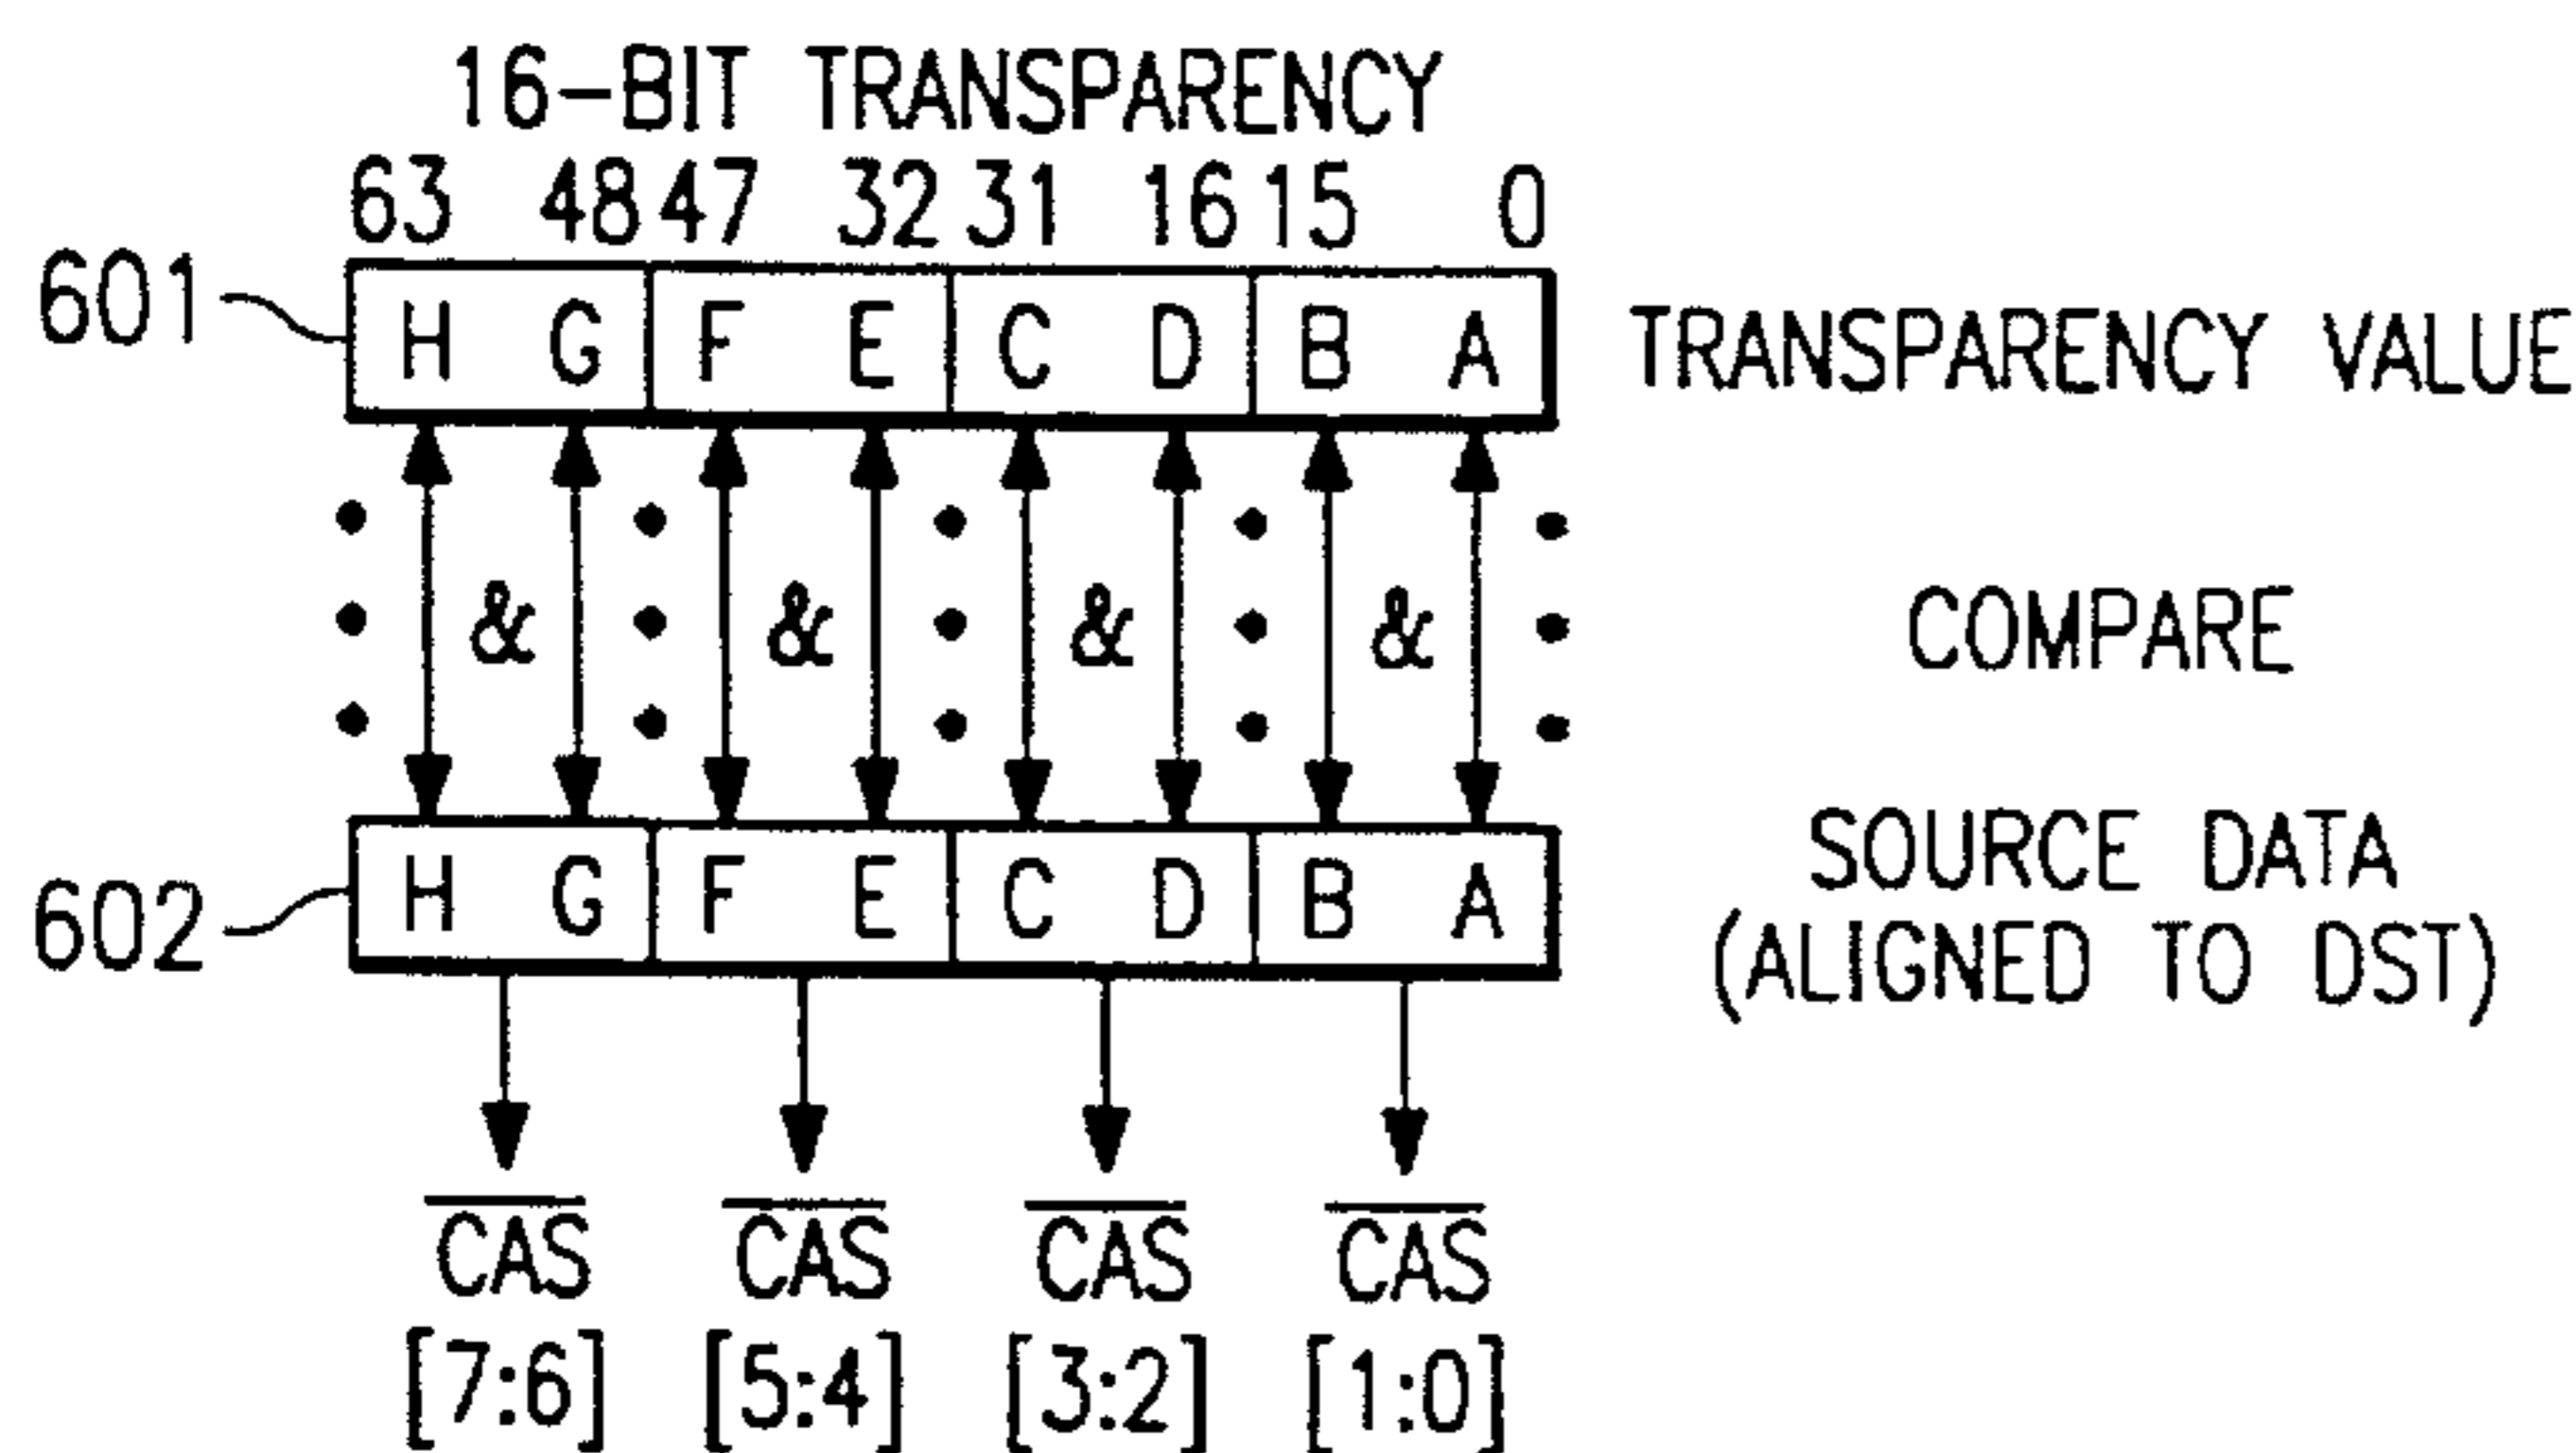 16-BIT TRANSPARENCY
63 48 47 32 31 16 15 0
601 H G F E C D B A TRANSPARENCY VALUE
& & & & COMPARE
602 H G F E C D B A SOURCE DATA
(ALIGNED TO DST)
CAS CAS CAS CAS
[7:6] [5:4] [3:2] [1:0]